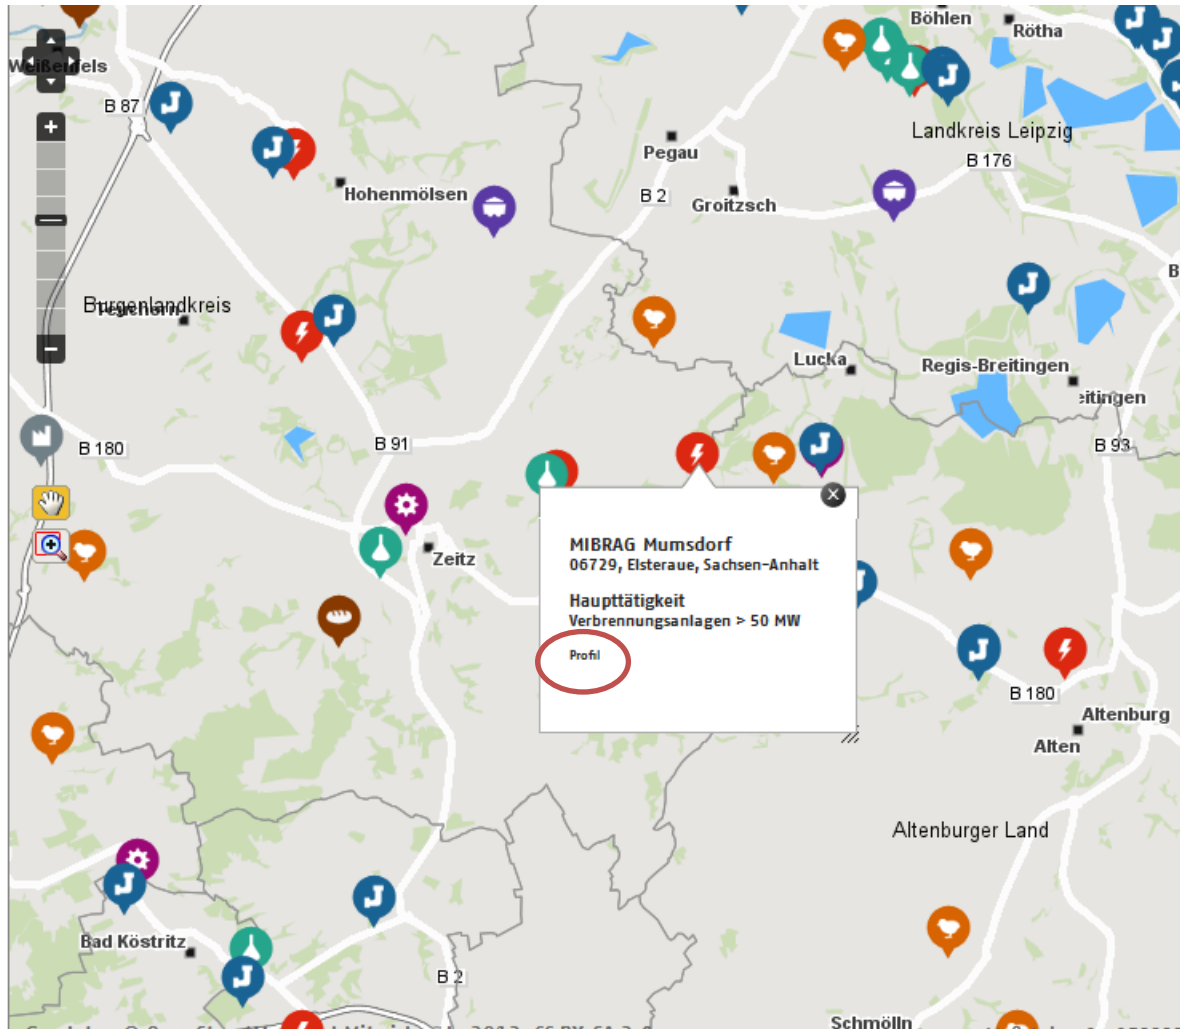 Böhlen
Rötha
Weißenfels
B 87
Landkreis Leipzig
Pegau
B 176
Hohenmölsen
B 2
Groitzsch
Burgenlandkreis
Lucka
Regis-Breitingen
eitingen
B 180
B 91
B 93
Zeitz
MIBRAG Mumsdorf
06729, Elsteraue, Sachsen-Anhalt
Haupttätigkeit
Verbrennungsanlagen > 50 MW
Profil
B 180
Altenburg
Alten
Altenburger Land
Bad Köstritz
B 2
Schmölln